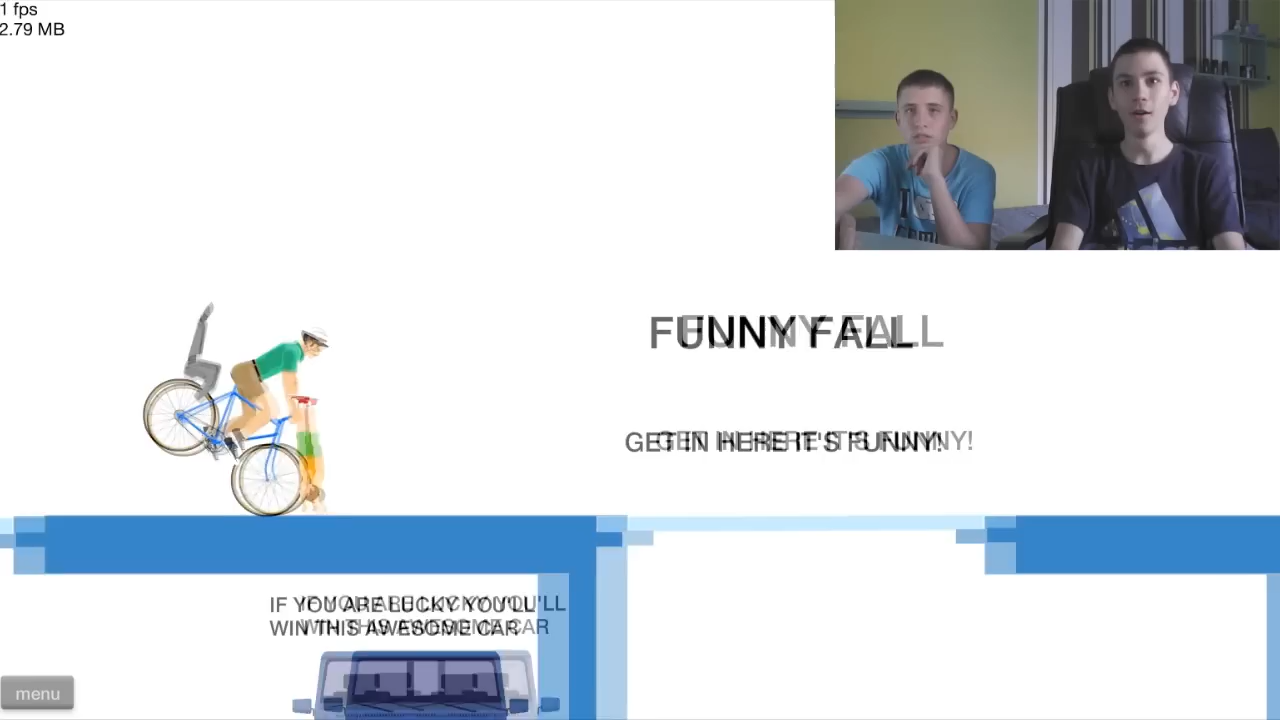 1 fps
2.79 MB
FUNNY FALL
GET IN HERE IT'S FUNNY!
IF YOU ARE LUCKY YOU'LL
WIN THIS AWESOME CAR
menu